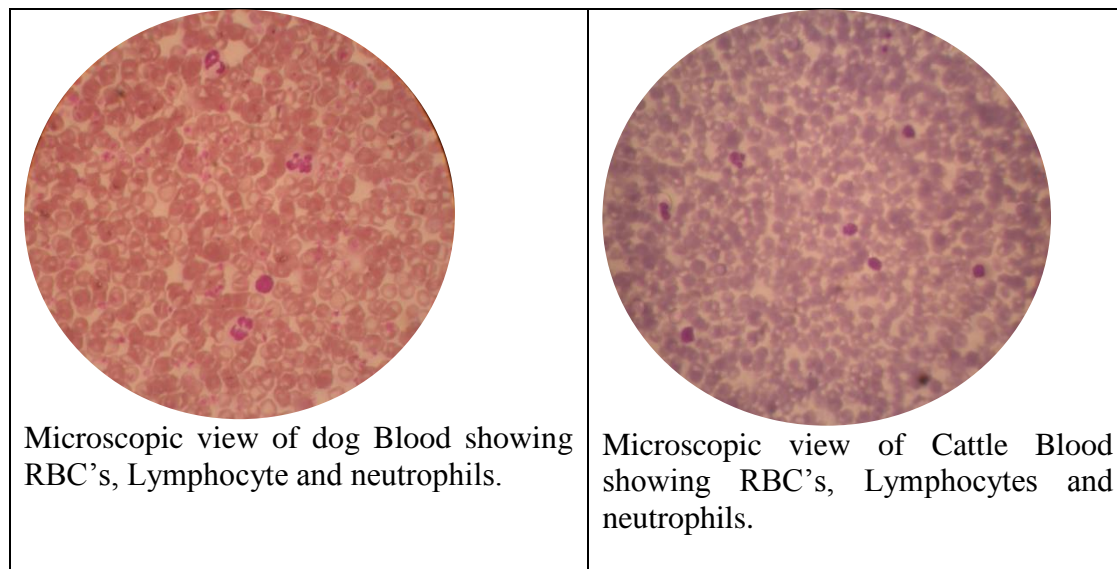 Microscopic view of dog Blood showing
RBC's, Lymphocyte and neutrophils.
Microscopic view of Cattle Blood
showing RBC's, Lymphocytes and
neutrophils.